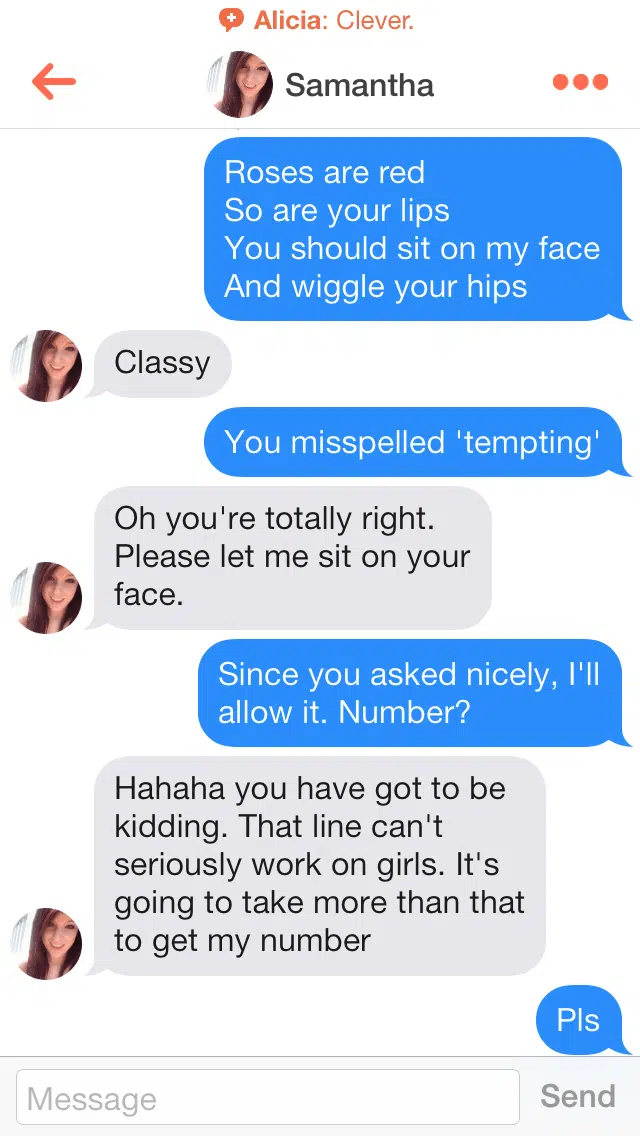 Alicia: Clever.
Samantha
Roses are red
So are your lips
You should sit on my face
And wiggle your hips
Classy
You misspelled 'tempting'
Oh you're totally right.
Please let me sit on your
face.
Since you asked nicely, I'll
allow it. Number?
Hahaha you have got to be
kidding. That line can't
seriously work on girls. It's
going to take more than that
to get my number
Pls
Message
Send